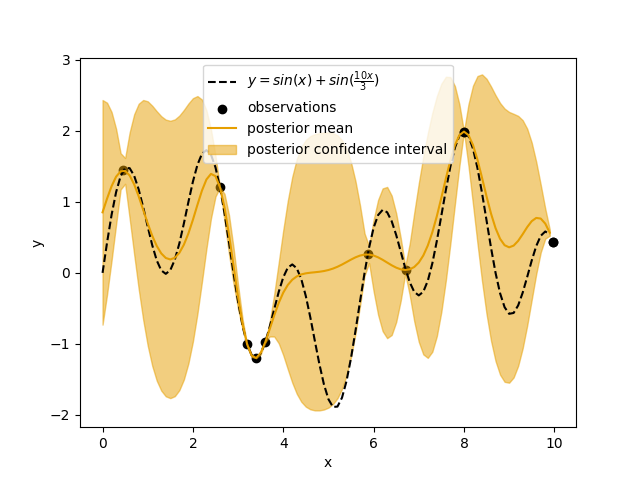 3
2
1
0
−1
−2
y
y = sin(x) + sin(10x/3)
observations
posterior mean
posterior confidence interval
0 2 4 6 8 10
x